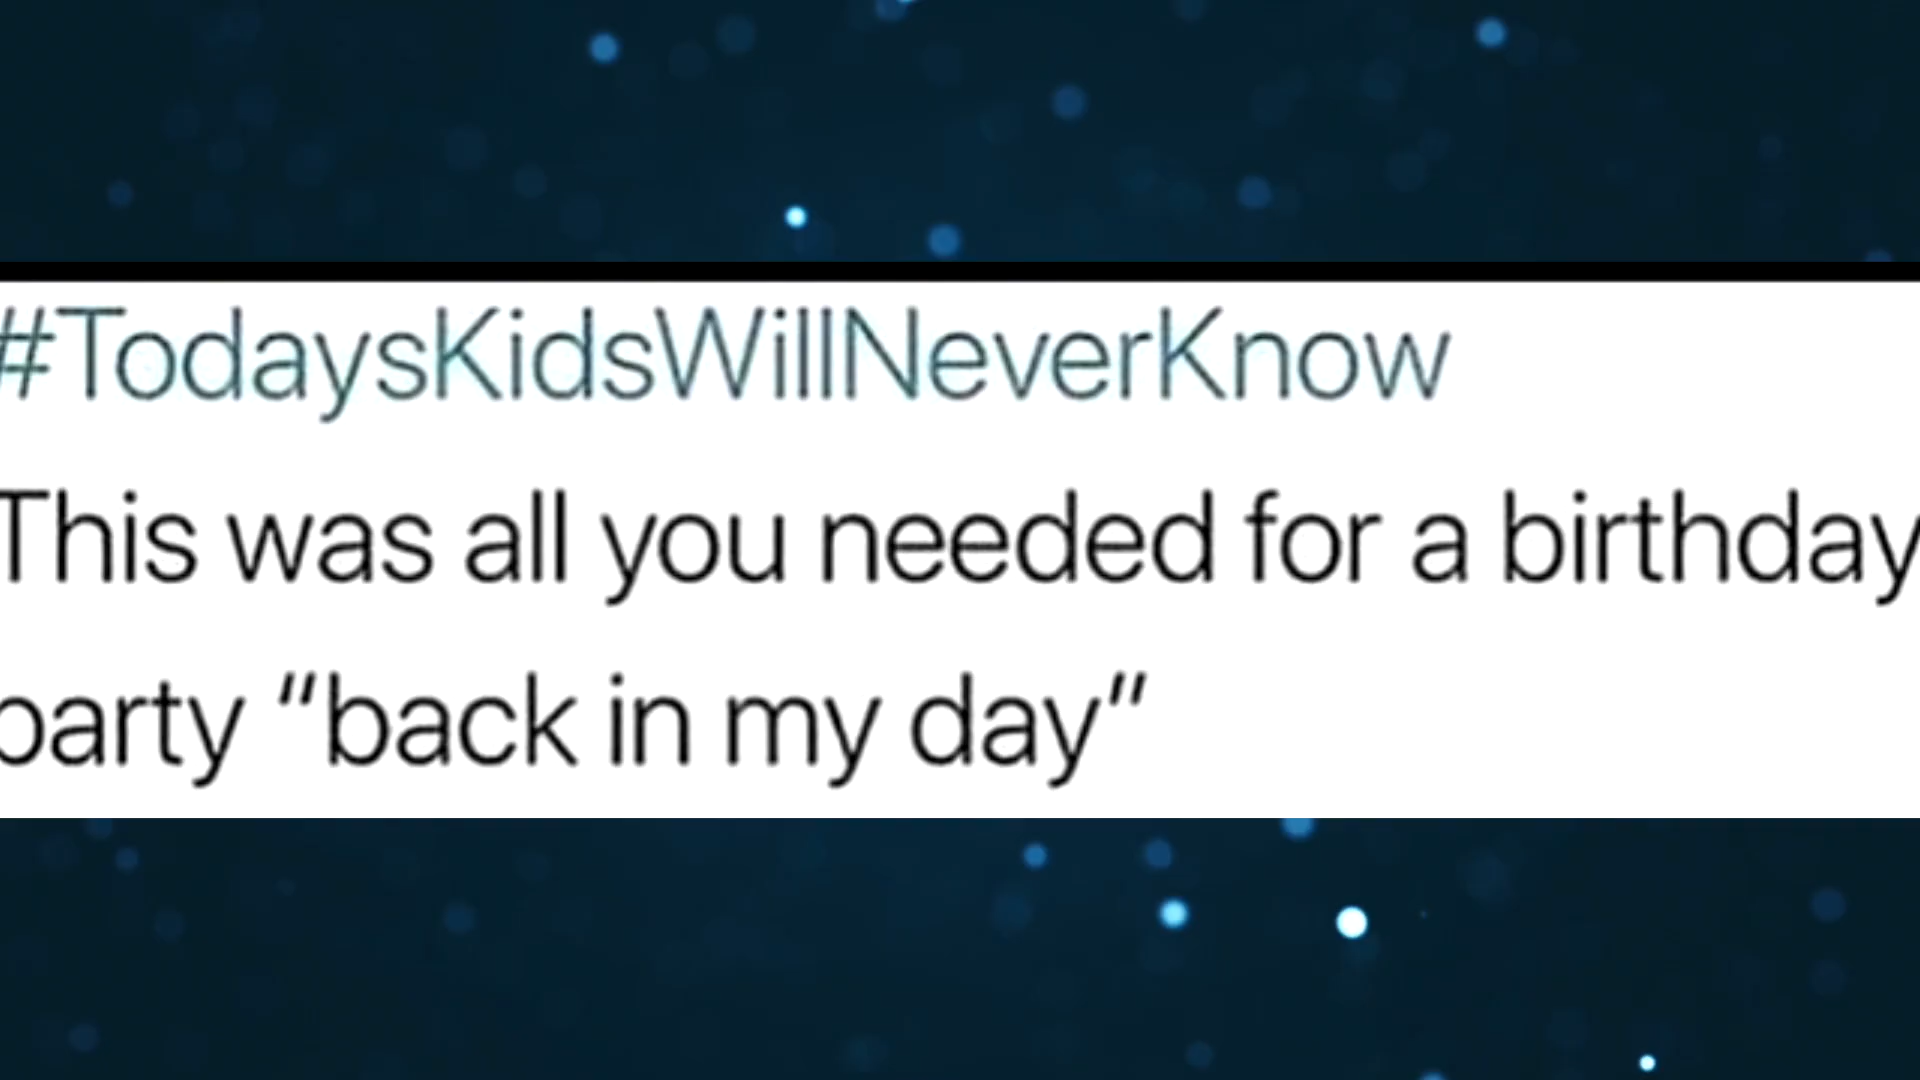 #TodaysKidsWillNeverKnow
This was all you needed for a birthday
party "back in my day"